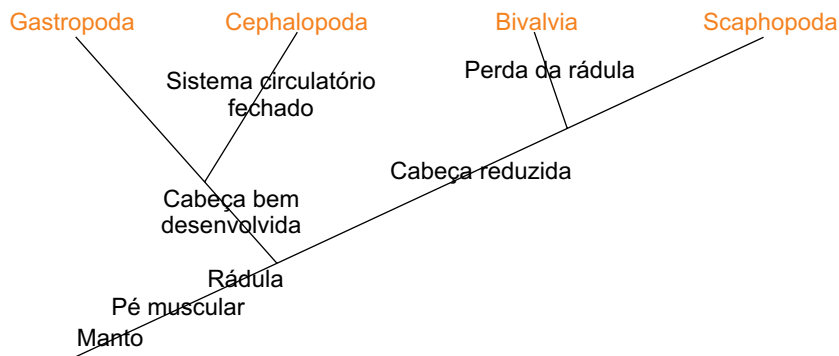 Gastropoda
Cephalopoda
Bivalvia
Scaphopoda
Sistema circulatório
fechado
Perda da rádula
Cabeça reduzida
Cabeça bem
desenvolvida
Rádula
Pé muscular
Manto